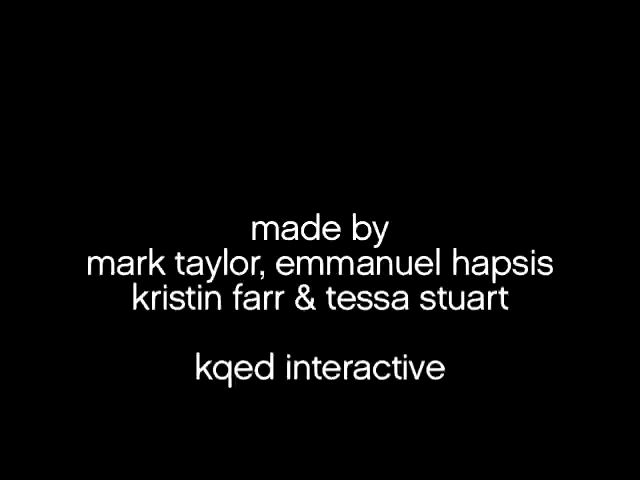 made by
mark taylor, emmanuel hapsis
kristin farr & tessa stuart
kqed interactive